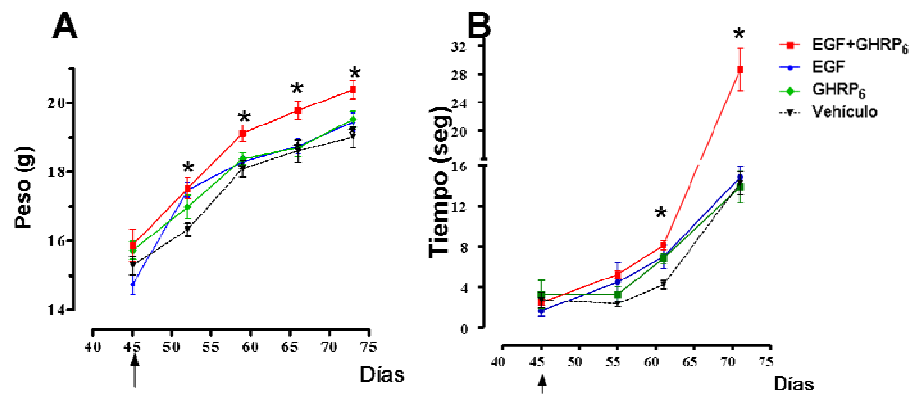 A
Peso (g)
20
18
16
14
*
*
*
*
40 45 50 55 60 65 70 75
Días
B
Tiempo (seg)
32
28
24
20
16
12
8
4
0
*
*
40 45 50 55 60 65 70 75
Días
EGF+GHRP6
EGF
GHRP6
Vehículo